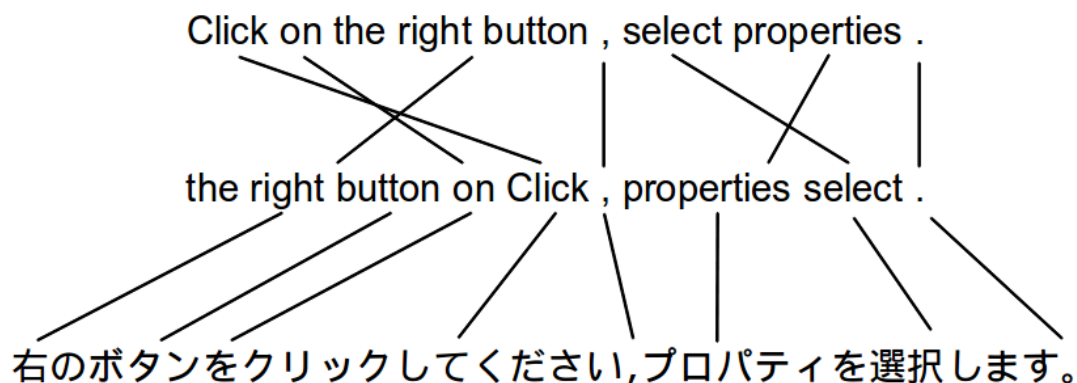 Click on the right button , select properties .
the right button on Click , properties select .
右のボタンをクリックしてください,プロパティを選択します。